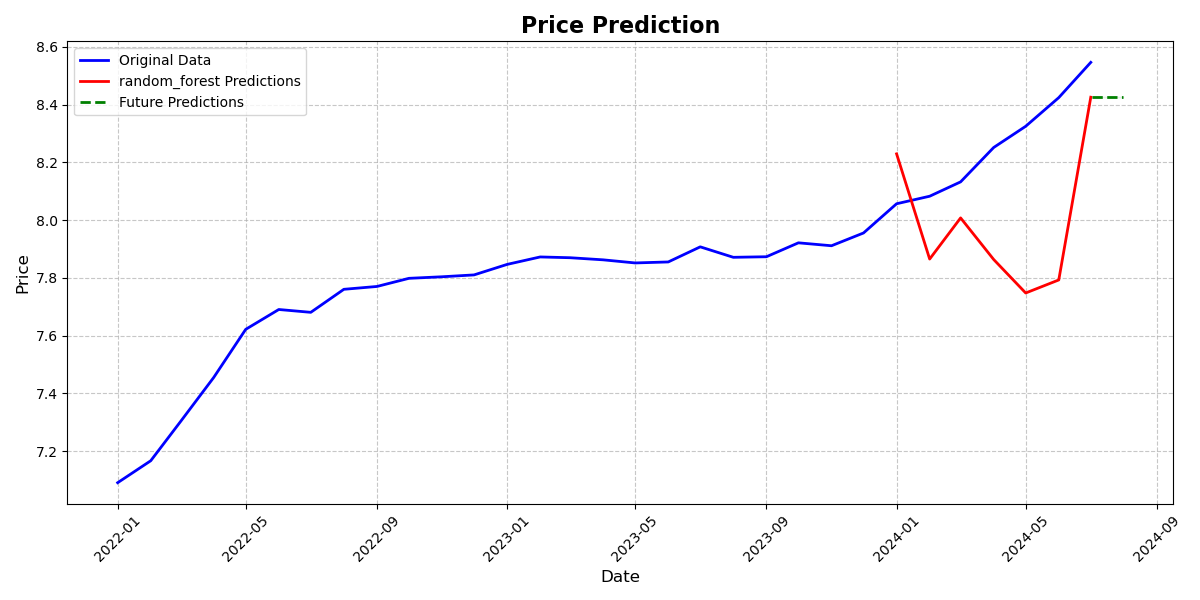 Price Prediction
Original Data
random_forest Predictions
Future Predictions
Price
8.6
8.4
8.2
8.0
7.8
7.6
7.4
7.2
2022-01
2022-05
2022-09
2023-01
2023-05
2023-09
2024-01
2024-05
2024-09
Date